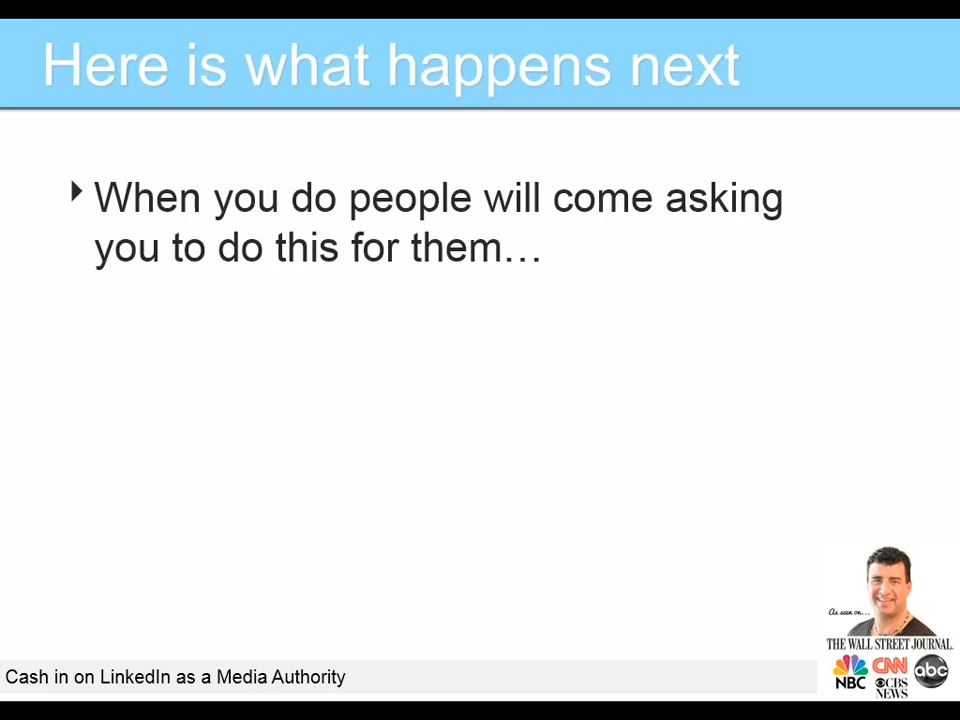 Here is what happens next
When you do people will come asking
you to do this for them…
As seen on...
THE WALL STREET JOURNAL.
NBC
CNN
CBS
NEWS
abc
Cash in on LinkedIn as a Media Authority